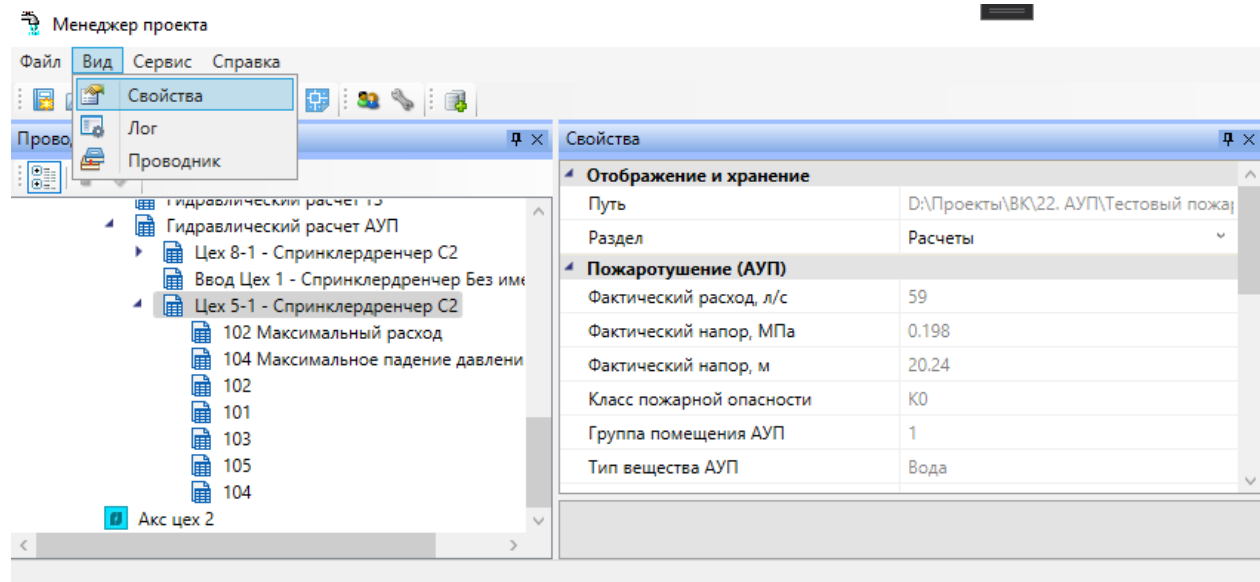 Менеджер проекта
Файл Вид Сервис Справка
Свойства
Лог
Проводник
Свойства
Гидравлический расчет АУП
Цех 8-1 - Спринклердренчер С2
Ввод Цех 1 - Спринклердренчер Без име
Цех 5-1 - Спринклердренчер С2
102 Максимальный расход
104 Максимальное падение давлени
102
101
103
105
104
Акс цех 2
Отображение и хранение
Путь D:\Проекты\ВК\22. АУП\Тестовый пожар
Раздел Расчеты
Пожаротушение (АУП)
Фактический расход, л/с 59
Фактический напор, МПа 0.198
Фактический напор, м 20.24
Класс пожарной опасности К0
Группа помещения АУП 1
Тип вещества АУП Вода